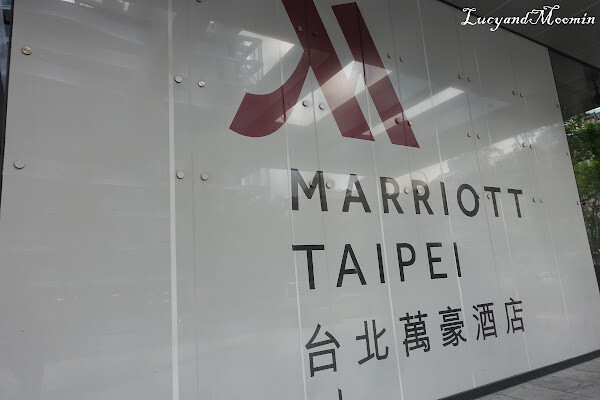 LucyandMoomin
MARRIOTT
TAIPEI
台北萬豪酒店